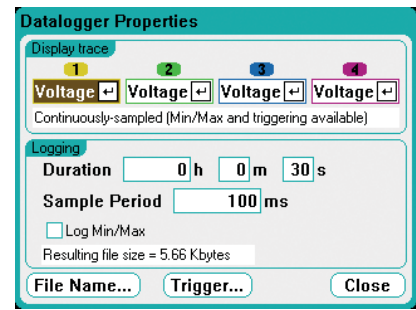 Datalogger Properties
Display trace
1 2 3 4
Voltage Voltage Voltage Voltage
Continuously-sampled (Min/Max and triggering available)
Logging
Duration 0 h 0 m 30 s
Sample Period 100 ms
Log Min/Max
Resulting file size = 5.66 Kbytes
File Name... Trigger... Close